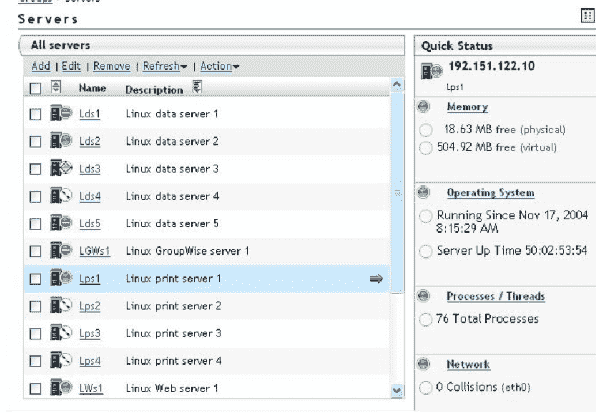 Servers
All servers
Add | Edit | Remove | Refresh | Action
Name Description
Lds1 Linux data server 1
Lds2 Linux data server 2
Lds3 Linux data server 3
Lds4 Linux data server 4
Lds5 Linux data server 5
LGWs1 Linux GroupWise server 1
Lps1 Linux print server 1
Lps2 Linux print server 2
Lps3 Linux print server 3
Lps4 Linux print server 4
LWs1 Linux Web server 1
Quick Status
192.151.122.10
Lps1
Memory
18.63 MB free (physical)
504.92 MB free (virtual)
Operating System
Running Since Nov 17, 2004
8:15:29 AM
Server Up Time 50:02:53:54
Processes / Threads
76 Total Processes
Network
0 Collisions (eth0)